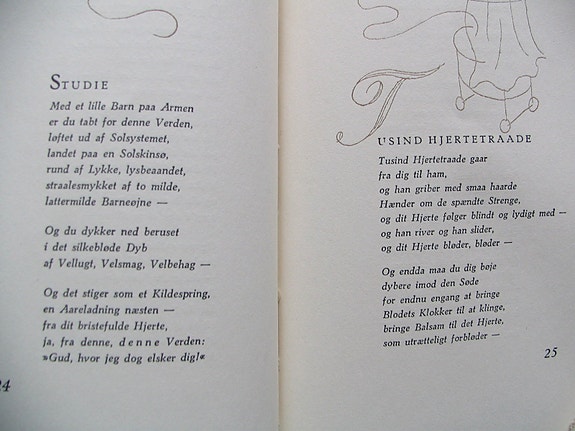 STUDIE
Med et lille Barn paa Armen
er du tabt for denne Verden,
løftet ud af Solsystemet,
landet paa en Solskinsø,
rund af Lykke, lysbeaandet,
straalesmykket af to milde,
lattermilde Barneøjne —
Og du dykker ned beruset
i det silkebløde Dyb
af Vellugt, Velsmag, Velbehag —
Og det stiger som et Kildespring,
en Aareladning næsten —
fra dit bristefulde Hjerte,
ja, fra denne, denne Verden:
»Gud, hvor jeg dog elsker dig!«
24
TUSIND HJERTETRAADE
Tusind Hjertetraade gaar
fra dig til ham,
og han griber med smaa haarde
Hænder om de spændte Strenge,
og dit Hjerte følger blindt og lydigt med —
og han river og han slider,
og dit Hjerte bløder, bløder —
Og endda maa du dig bøje
dybere imod den Søde
for endnu engang at bringe
Blodets Klokker til at klinge,
bringe Balsam til det Hjerte,
som utrætteligt forbløder —
25